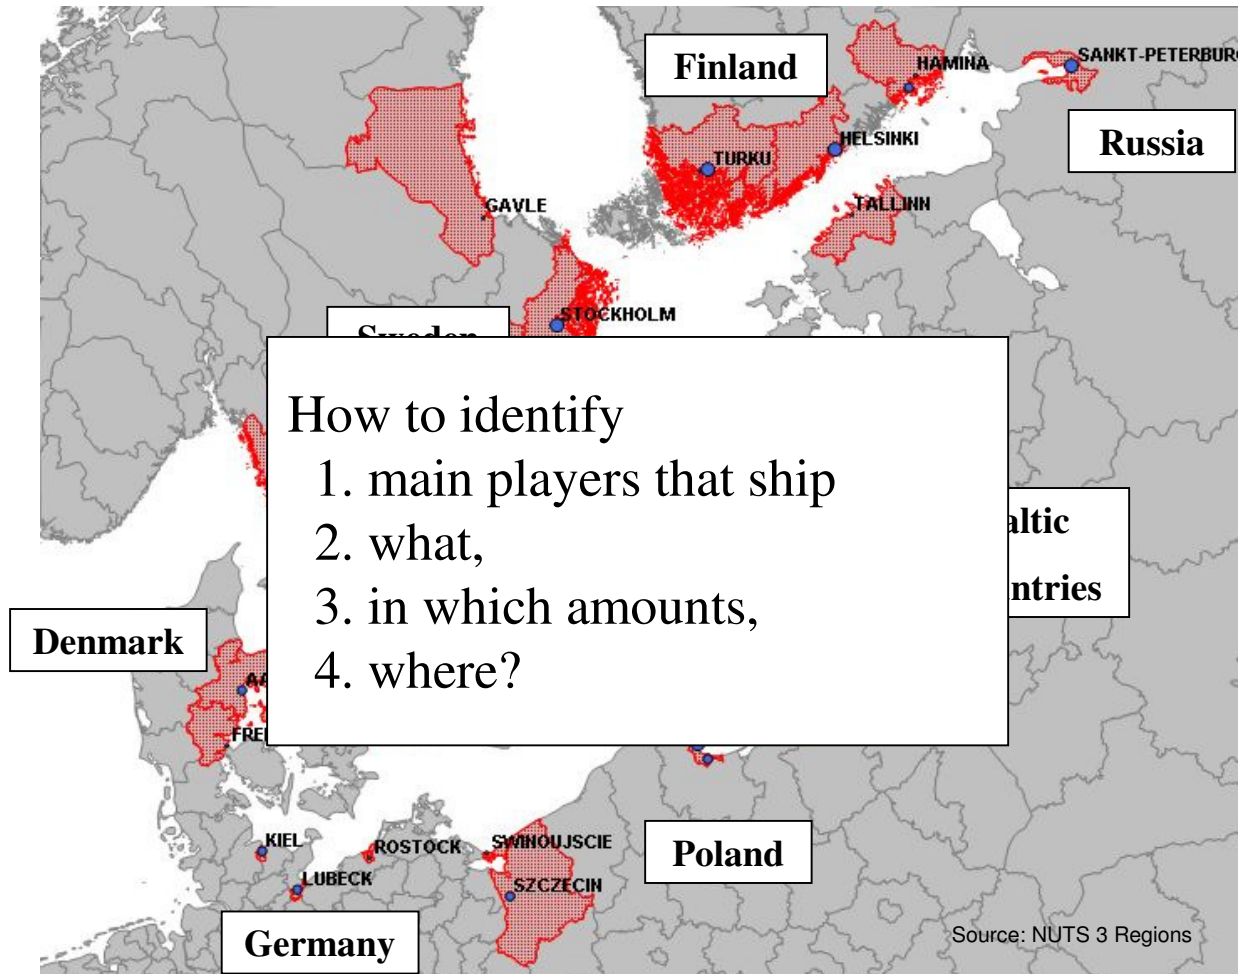 Finland
HAMINA
SANKT-PETERBURG
Russia
HELSINKI
TURKU
TALLINN
GAVLE
STOCKHOLM
How to identify
1. main players that ship
2. what,
3. in which amounts,
4. where?
altic
ntries
Denmark
KIEL
ROSTOCK
SWINOUJSCIE
LUBECK
SZCZECIN
Poland
Germany
Source: NUTS 3 Regions